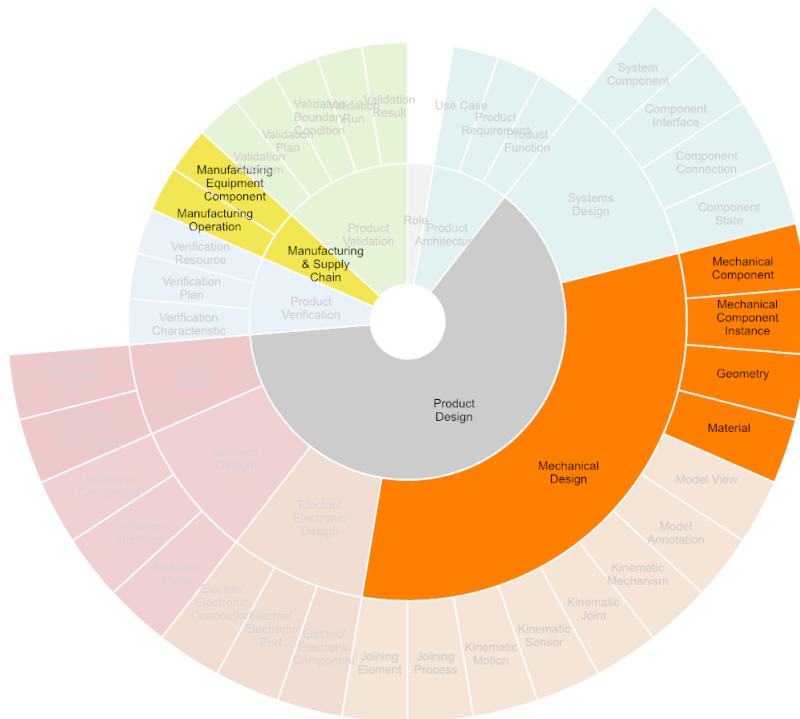 System
Component
Component
Interface
Component
Connection
Component
State
Systems
Design
Use Case
Product
Requirement
Product
Function
Product
Architecture
Role
Validation
Result
Validation
Run
Validation
Boundary
Condition
Validation
Plan
Validation
Product
Validation
Manufacturing
Equipment
Component
Manufacturing
Operation
Manufacturing
& Supply
Chain
Verification
Resource
Verification
Plan
Verification
Characteristic
Product
Verification
Product
Design
Mechanical
Design
Mechanical
Component
Mechanical
Component
Instance
Geometry
Material
Model View
Model
Annotation
Kinematic
Mechanism
Kinematic
Joint
Kinematic
Sensor
Kinematic
Motion
Joining
Process
Joining
Element
Electric/
Electronic
Component
Electric/
Electronic
Port
Electric/
Electronic
Connection
Electric/
Electronic
Design
Software
Design
Software
Interface
Software
Component